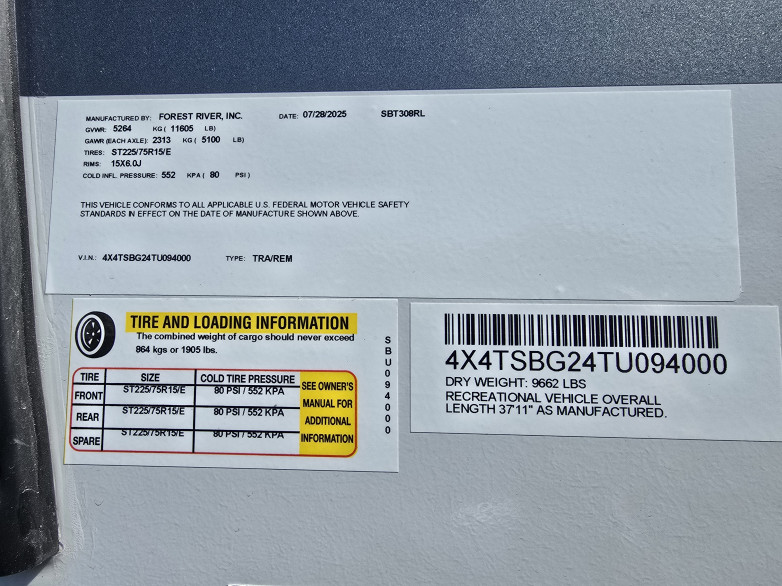 MANUFACTURED BY: FOREST RIVER, INC. DATE: 07/28/2025 SBT308RL
GVWR: 5264 KG ( 11605 LB)
GAWR (EACH AXLE): 2313 KG ( 5100 LB)
TIRES: ST225/75R15/E
RIMS: 15X6.0J
COLD INFL. PRESSURE: 552 KPA ( 80 PSI )
THIS VEHICLE CONFORMS TO ALL APPLICABLE U.S. FEDERAL MOTOR VEHICLE SAFETY
STANDARDS IN EFFECT ON THE DATE OF MANUFACTURE SHOWN ABOVE.
V.I.N.: 4X4TSBG24TU094000 TYPE: TRA/REM
TIRE AND LOADING INFORMATION
The combined weight of cargo should never exceed
864 kgs or 1905 lbs.
TIRE SIZE COLD TIRE PRESSURE
FRONT ST225/75R15/E 80 PSI / 552 KPA
REAR ST225/75R15/E 80 PSI / 552 KPA
SPARE ST225/75R15/E 80 PSI / 552 KPA
SEE OWNER'S
MANUAL FOR
ADDITIONAL
INFORMATION
SBU094000
4X4TSBG24TU094000
DRY WEIGHT: 9662 LBS
RECREATIONAL VEHICLE OVERALL
LENGTH 37'11" AS MANUFACTURED.